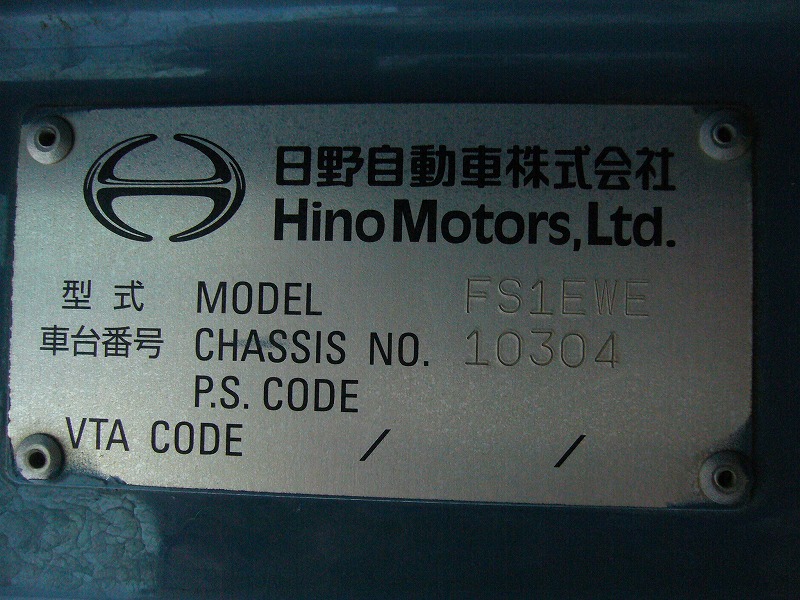 日野自動車株式会社
Hino Motors, Ltd.
型式 MODEL FS1EWE
車台番号 CHASSIS NO. 10304
P.S. CODE
VTA CODE / /